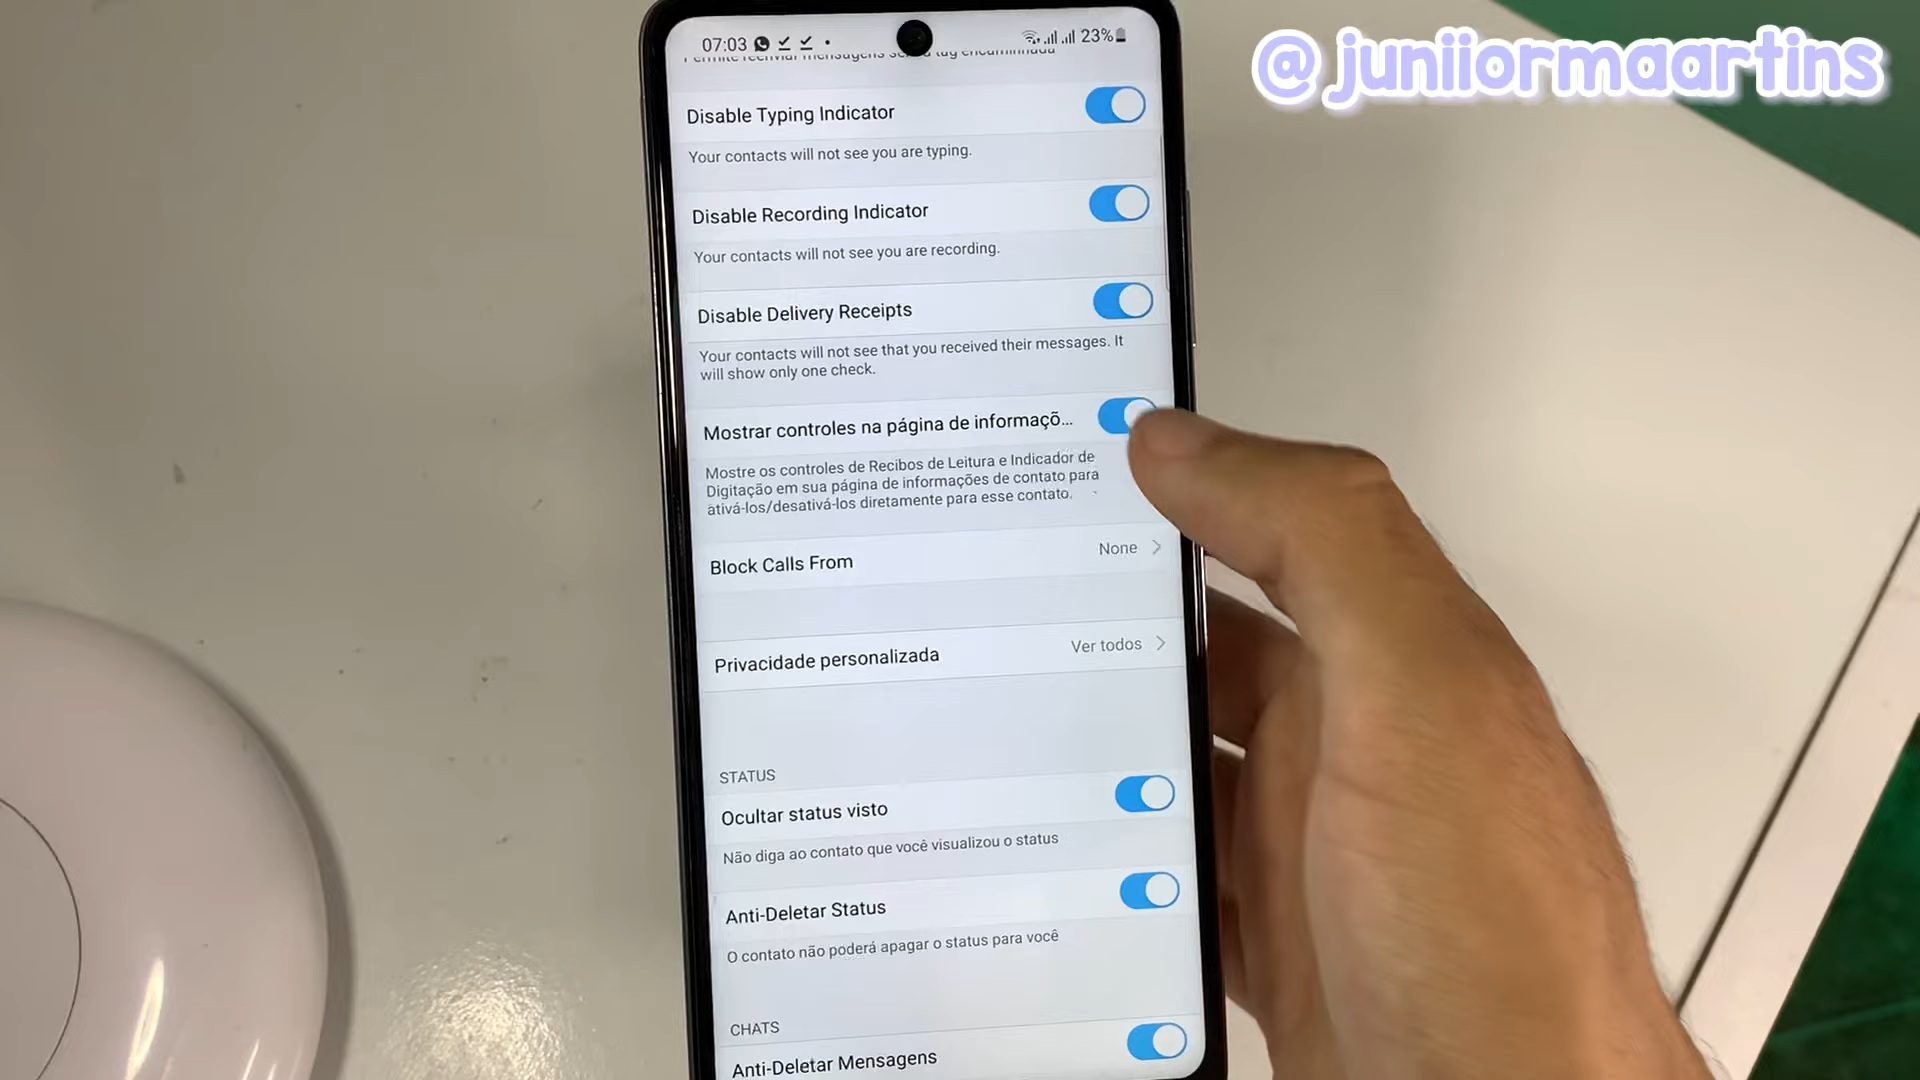 @juniiormaartins
07:03
23%
Permite reenviar mensagens sem a tag encaminhada
Disable Typing Indicator
Your contacts will not see you are typing.
Disable Recording Indicator
Your contacts will not see you are recording.
Disable Delivery Receipts
Your contacts will not see that you received their messages. It
will show only one check.
Mostrar controles na página de informaçõ...
Mostre os controles de Recibos de Leitura e Indicador de
Digitação em sua página de informações de contato para
ativá-los/desativá-los diretamente para esse contato.
Block Calls From
None
Privacidade personalizada
Ver todos
STATUS
Ocultar status visto
Não diga ao contato que você visualizou o status
Anti-Deletar Status
O contato não poderá apagar o status para você
CHATS
Anti-Deletar Mensagens